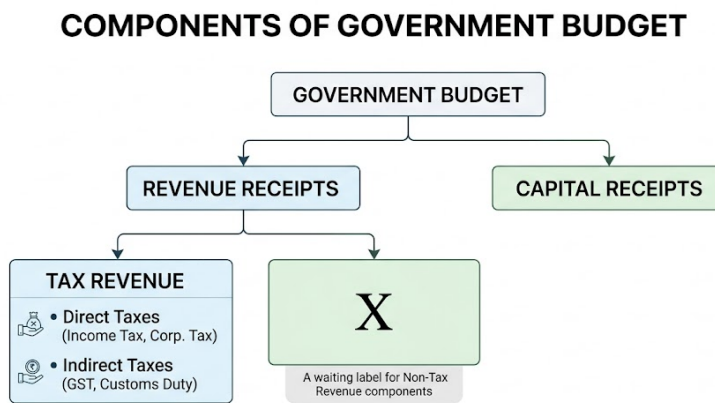 COMPONENTS OF GOVERNMENT BUDGET
GOVERNMENT BUDGET
REVENUE RECEIPTS
CAPITAL RECEIPTS
TAX REVENUE
• Direct Taxes
(Income Tax, Corp. Tax)
• Indirect Taxes
(GST, Customs Duty)
X
A waiting label for Non-Tax
Revenue components